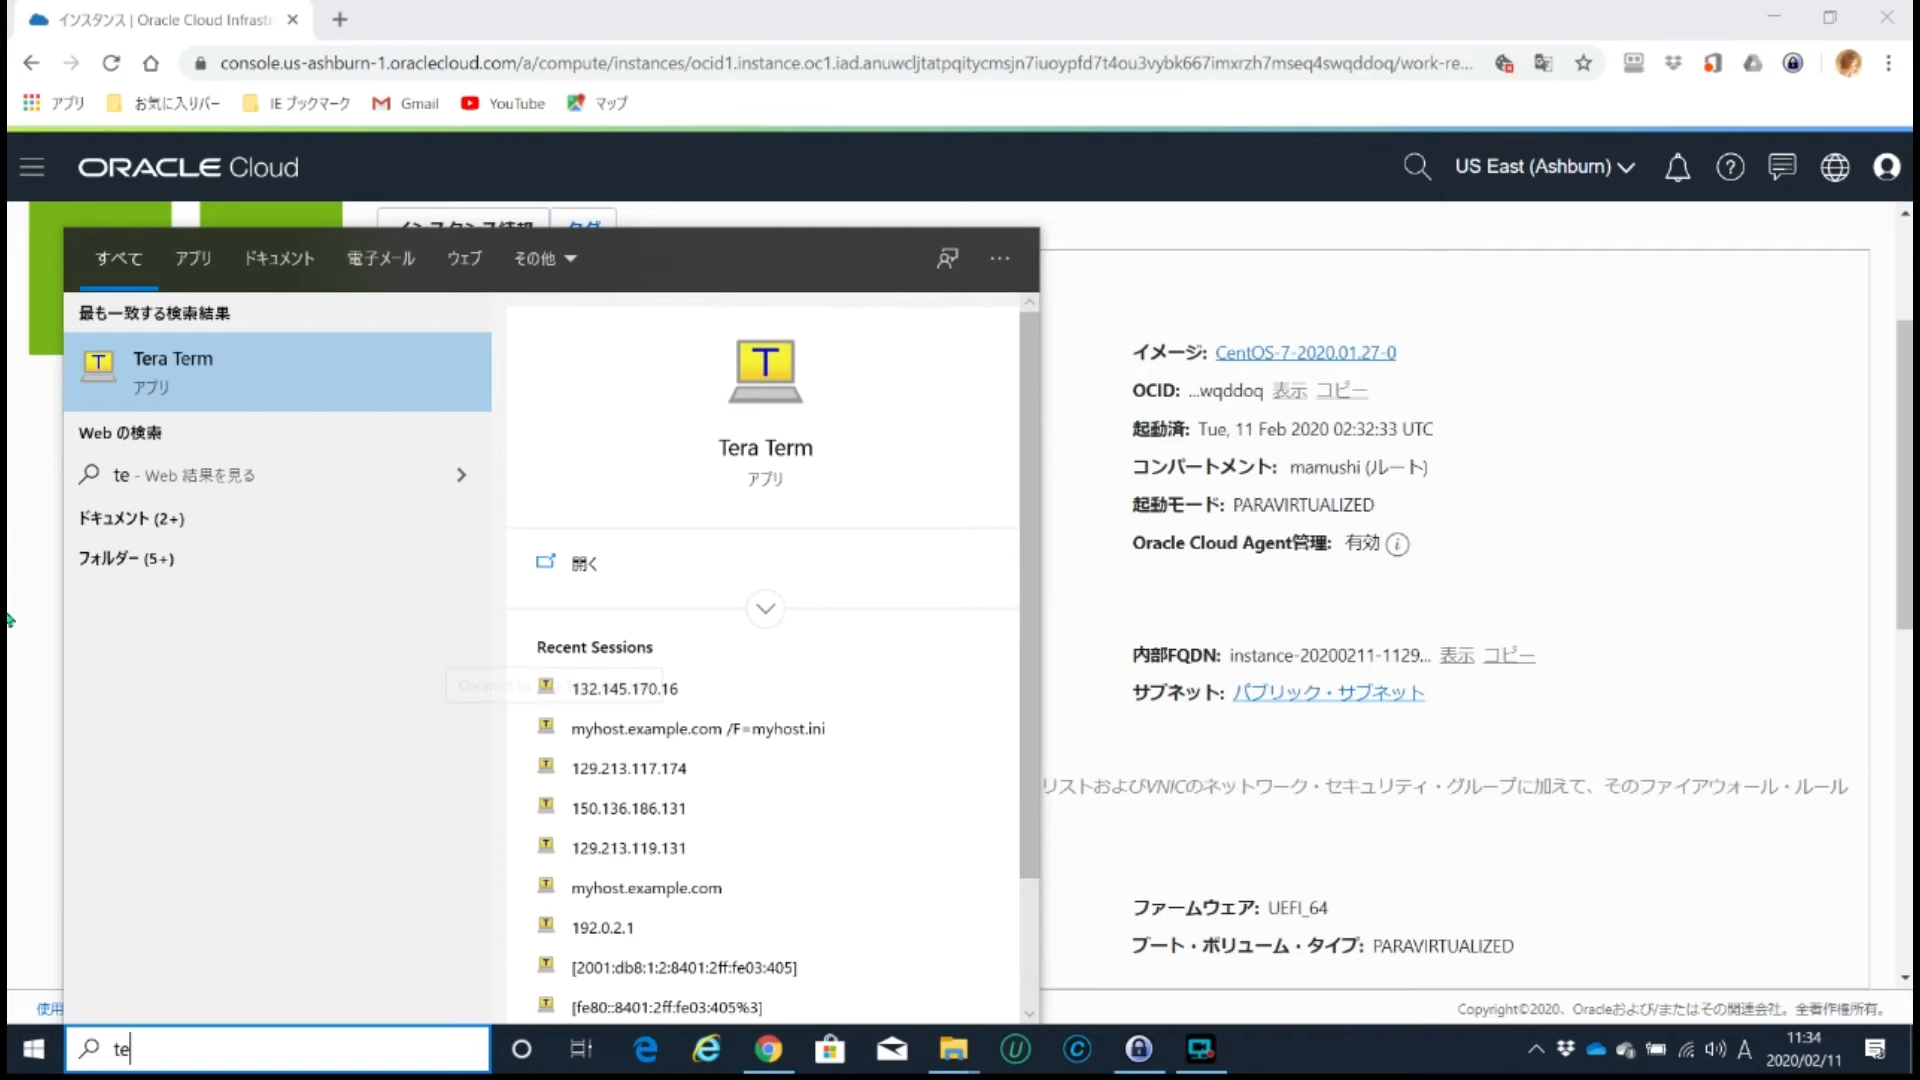 インスタンス | Oracle Cloud Infrastr
console.us-ashburn-1.oraclecloud.com/a/compute/instances/ocid1.instance.oc1.iad.anuwcljtatpqitycmsjn7iuoypfd7t4ou3vybk667imxrzh7mseq4swqddoq/work-re...
アプリ お気に入りバー IE ブックマーク Gmail YouTube マップ
ORACLE Cloud US East (Ashburn)
インスタンス情報 タグ
すべて アプリ ドキュメント 電子メール ウェブ その他
最も一致する検索結果
Tera Term
アプリ
Web の検索
te - Web 結果を見る
ドキュメント (2+)
フォルダー (5+)
Tera Term
アプリ
開く
Recent Sessions
132.145.170.16
myhost.example.com /F=myhost.ini
129.213.117.174
150.136.186.131
129.213.119.131
myhost.example.com
192.0.2.1
[2001:db8:1:2:8401:2ff:fe03:405]
[fe80::8401:2ff:fe03:405%3]
イメージ: CentOS-7-2020.01.27-0
OCID: ...wqddoq 表示 コピー
起動済: Tue, 11 Feb 2020 02:32:33 UTC
コンパートメント: mamushi (ルート)
起動モード: PARAVIRTUALIZED
Oracle Cloud Agent管理: 有効
内部FQDN: instance-20200211-1129... 表示 コピー
サブネット: パブリック・サブネット
リストおよびVNICのネットワーク・セキュリティ・グループに加えて、そのファイアウォール・ルール
ファームウェア: UEFI_64
ブート・ボリューム・タイプ: PARAVIRTUALIZED
使用
Copyright©2020、Oracleおよび/またはその関連会社。全著作権所有。
te
A
11:34
2020/02/11